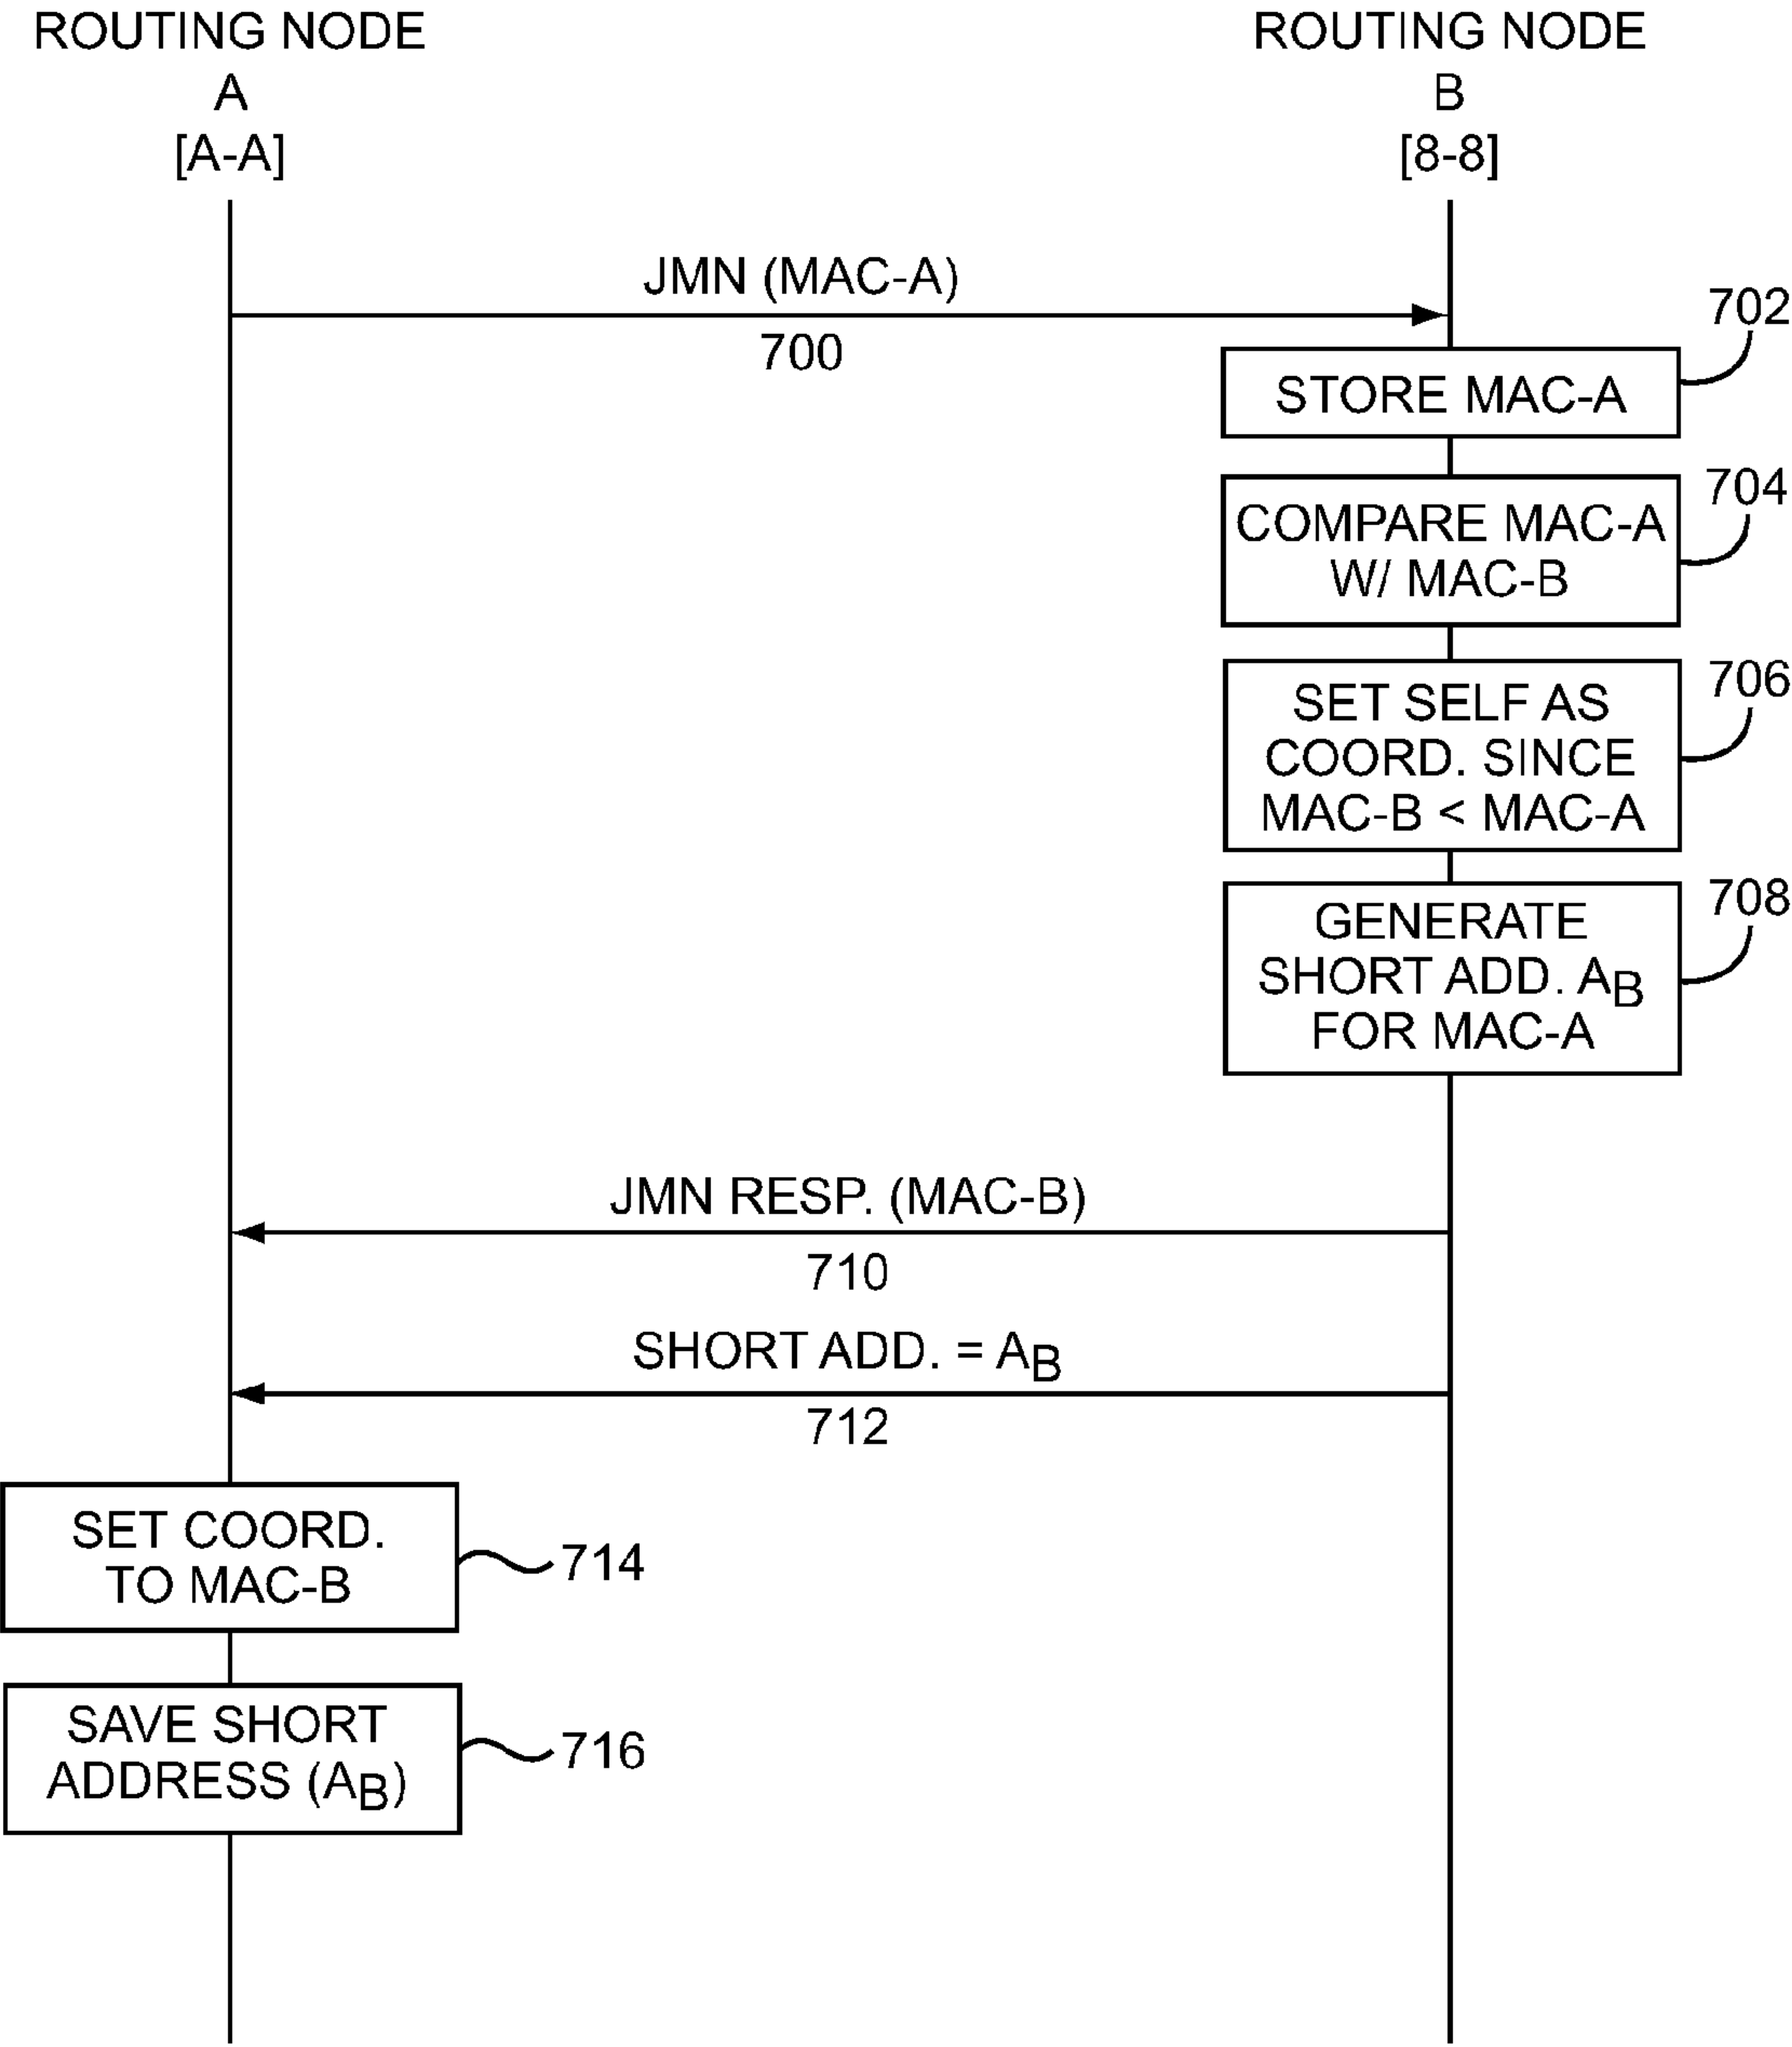 ROUTING NODE
A
[A-A]
ROUTING NODE
B
[8-8]
JMN (MAC-A)
700
702
STORE MAC-A
704
COMPARE MAC-A
W/ MAC-B
706
SET SELF AS
COORD. SINCE
MAC-B < MAC-A
708
GENERATE
SHORT ADD. AB
FOR MAC-A
JMN RESP. (MAC-B)
710
SHORT ADD. = AB
712
SET COORD.
TO MAC-B
714
SAVE SHORT
ADDRESS (AB)
716